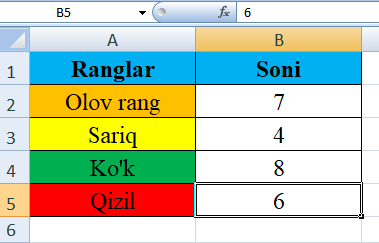 B5 fx 6
A B
1 Ranglar Soni
2 Olov rang 7
3 Sariq 4
4 Ko'k 8
5 Qizil 6
6